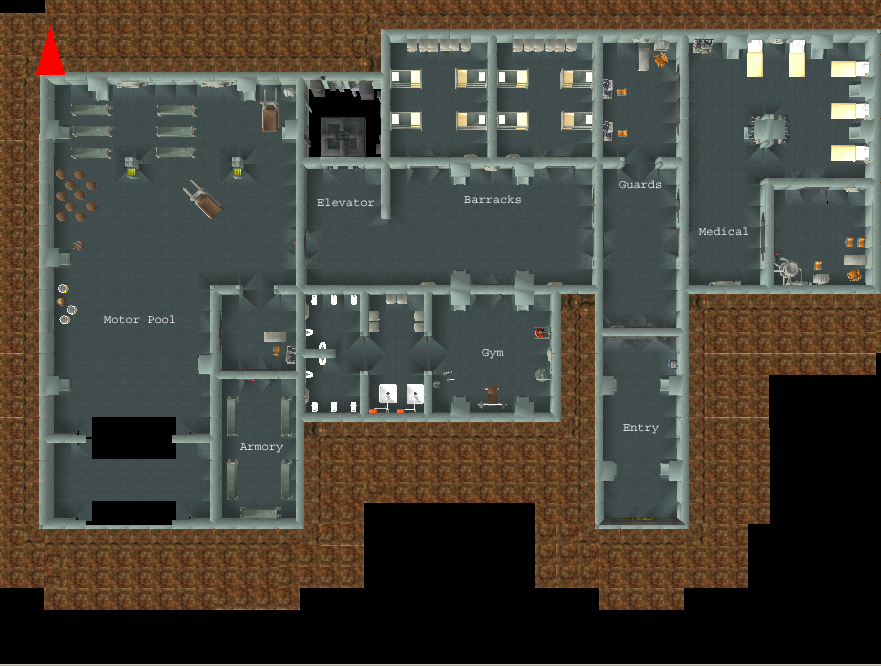 Guards
Elevator
Barracks
Medical
Motor Pool
Gym
Entry
Armory